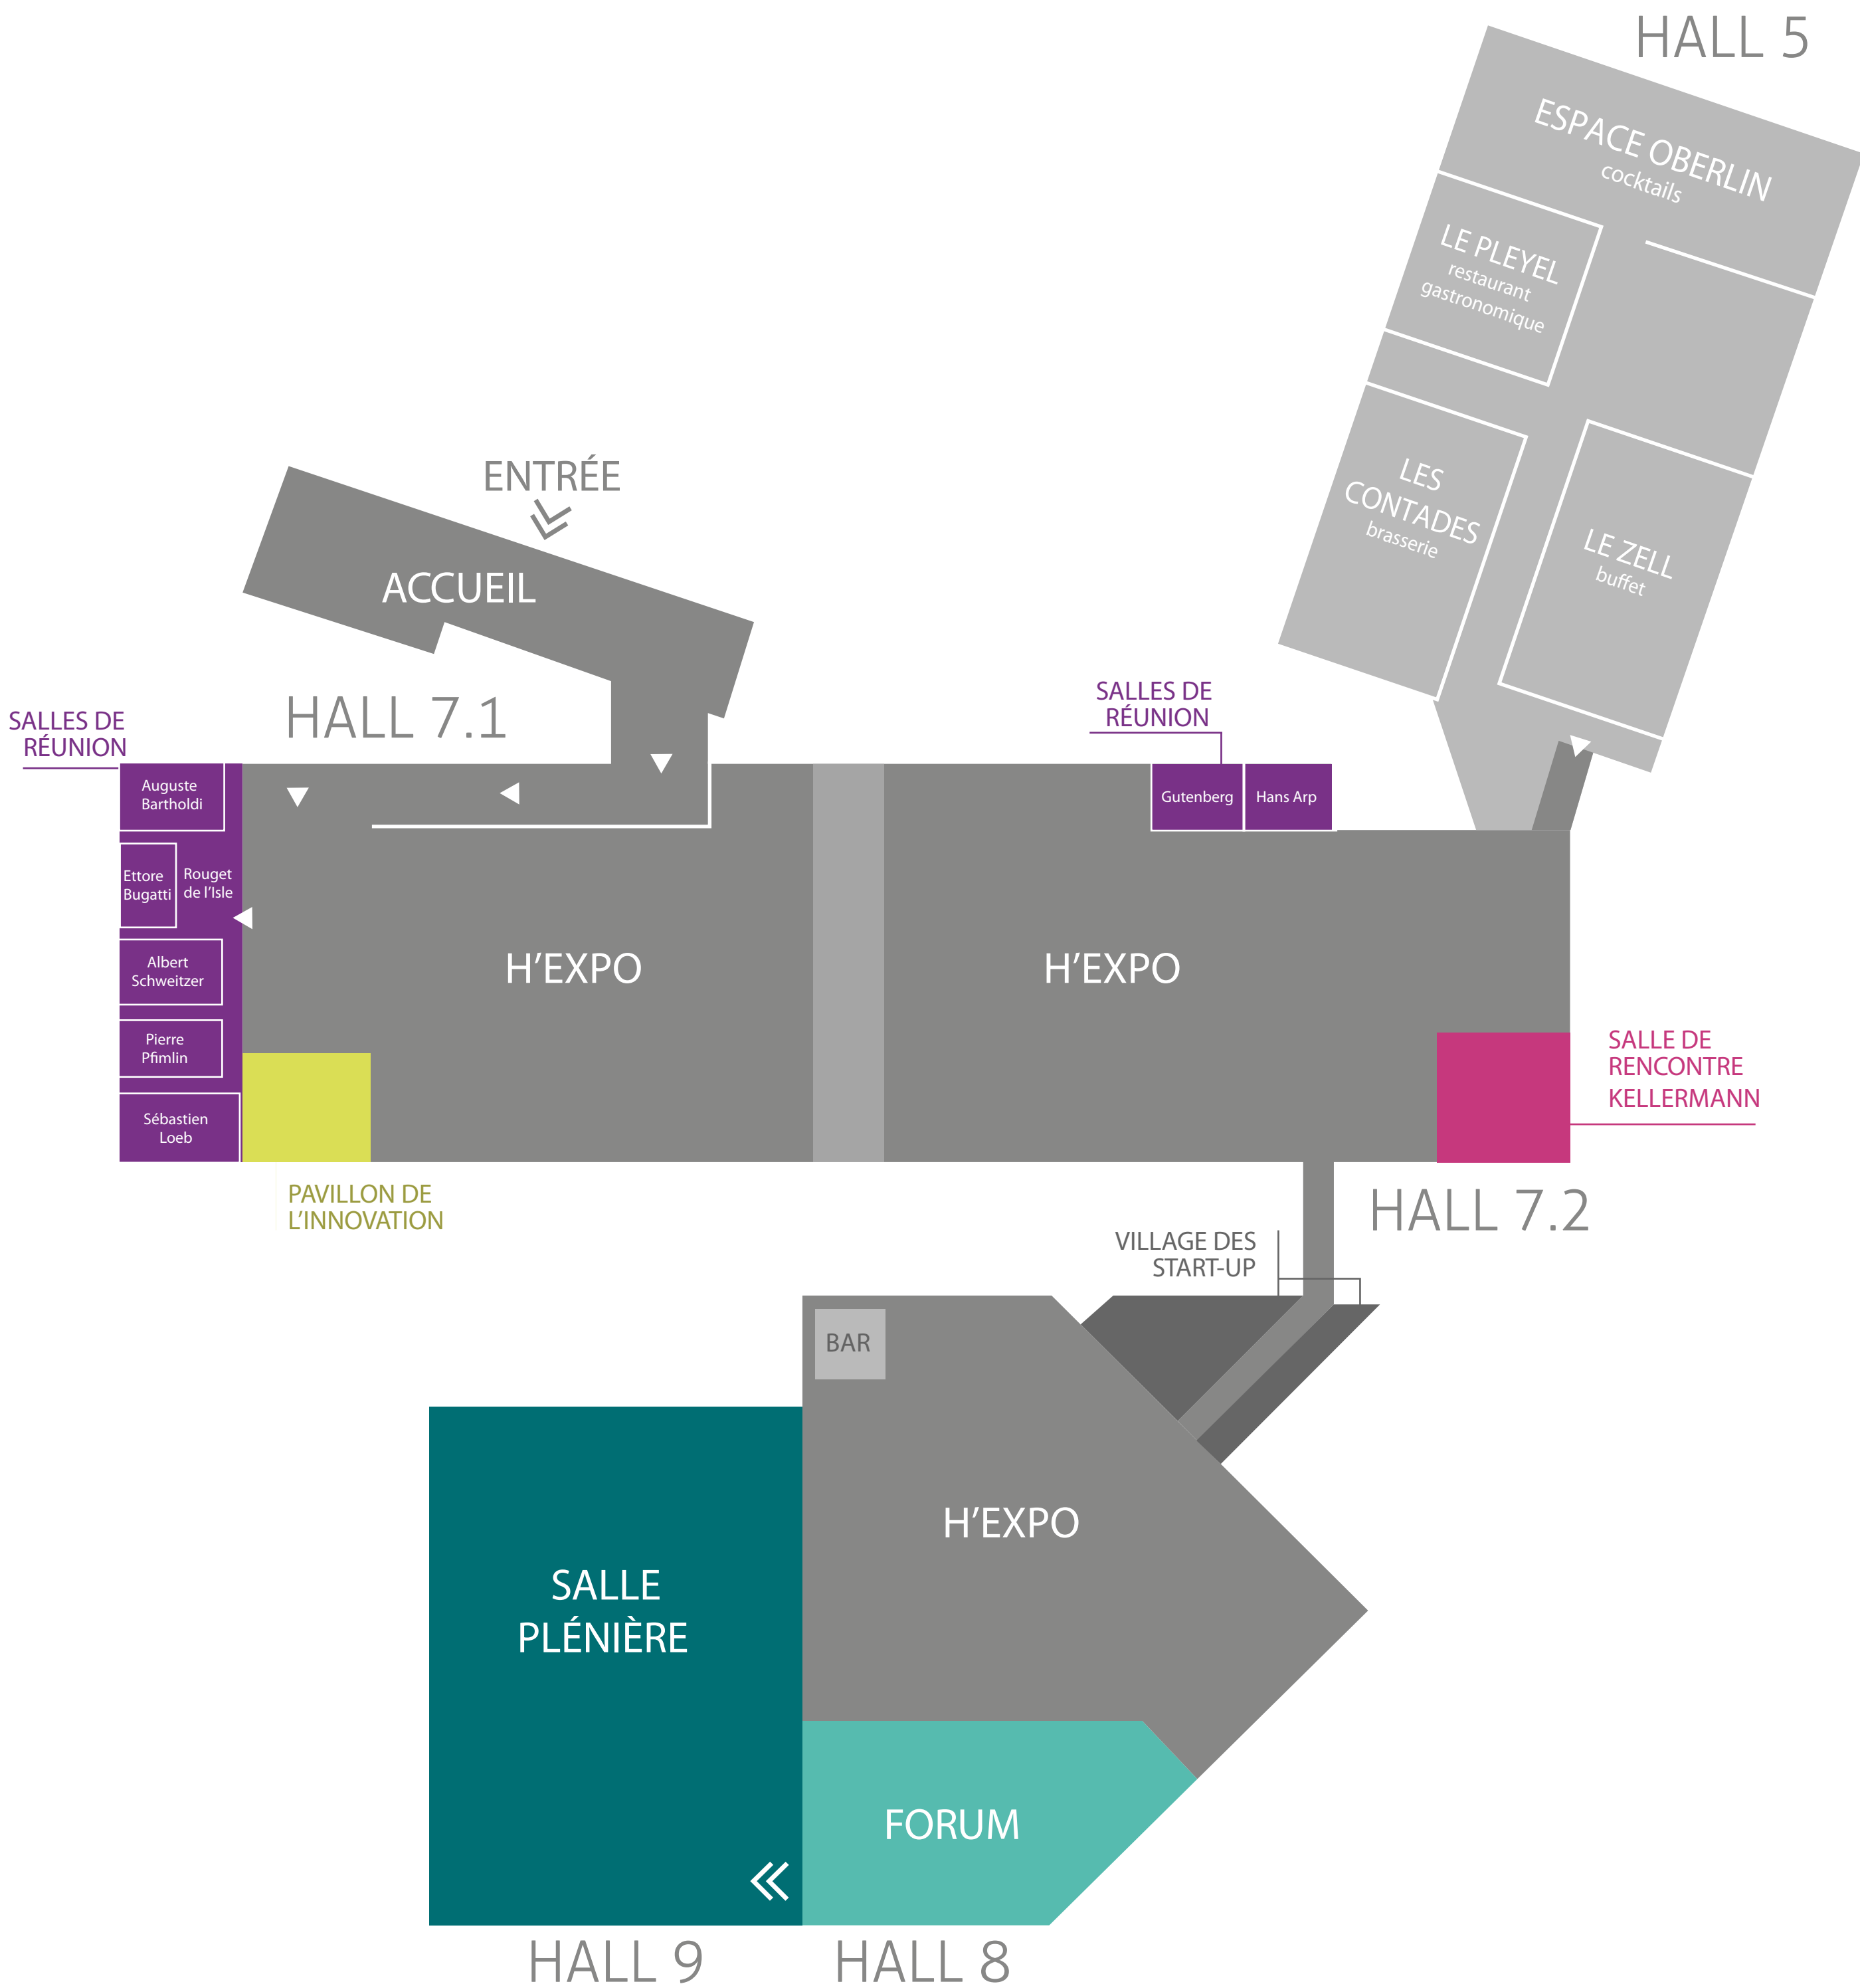 HALL 5
ESPACE OBERLIN
cocktails
LE PLEYEL
restaurant
gastronomique
LES
CONTADES
brasserie
LE ZELL
buffet
ENTRÉE
ACCUEIL
HALL 7.1
SALLES DE
RÉUNION
Auguste
Bartholdi
Ettore
Bugatti
Rouget
de l’Isle
Albert
Schweitzer
Pierre
Pfimlin
Sébastien
Loeb
SALLES DE
RÉUNION
Gutenberg
Hans Arp
H’EXPO
H’EXPO
SALLE DE
RENCONTRE
KELLERMANN
PAVILLON DE
L’INNOVATION
HALL 7.2
VILLAGE DES
START-UP
BAR
H’EXPO
SALLE
PLÉNIÈRE
FORUM
HALL 9
HALL 8